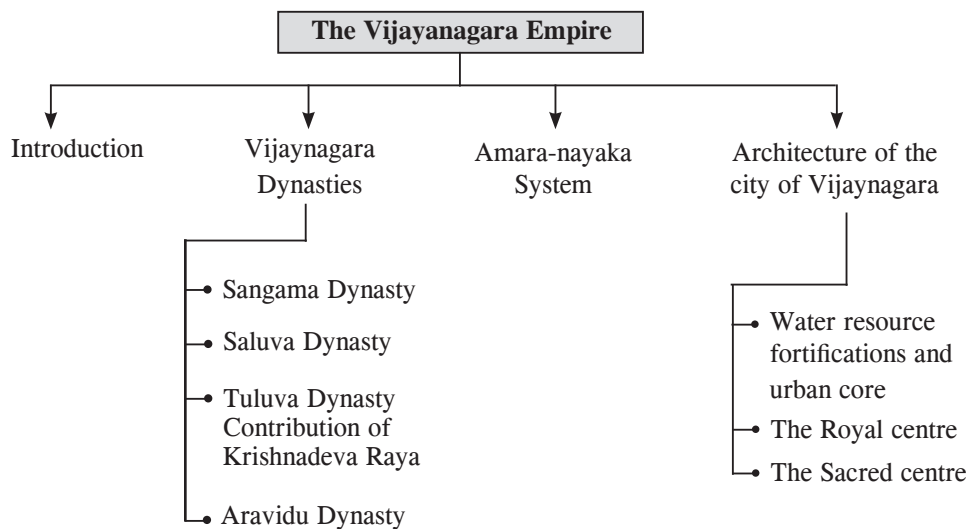 The Vijayanagara Empire
Introduction
Vijaynagara
Dynasties
Sangama Dynasty
Saluva Dynasty
Tuluva Dynasty
Contribution of
Krishnadeva Raya
Aravidu Dynasty
Amara-nayaka
System
Architecture of the
city of Vijaynagara
Water resource
fortifications and
urban core
The Royal centre
The Sacred centre